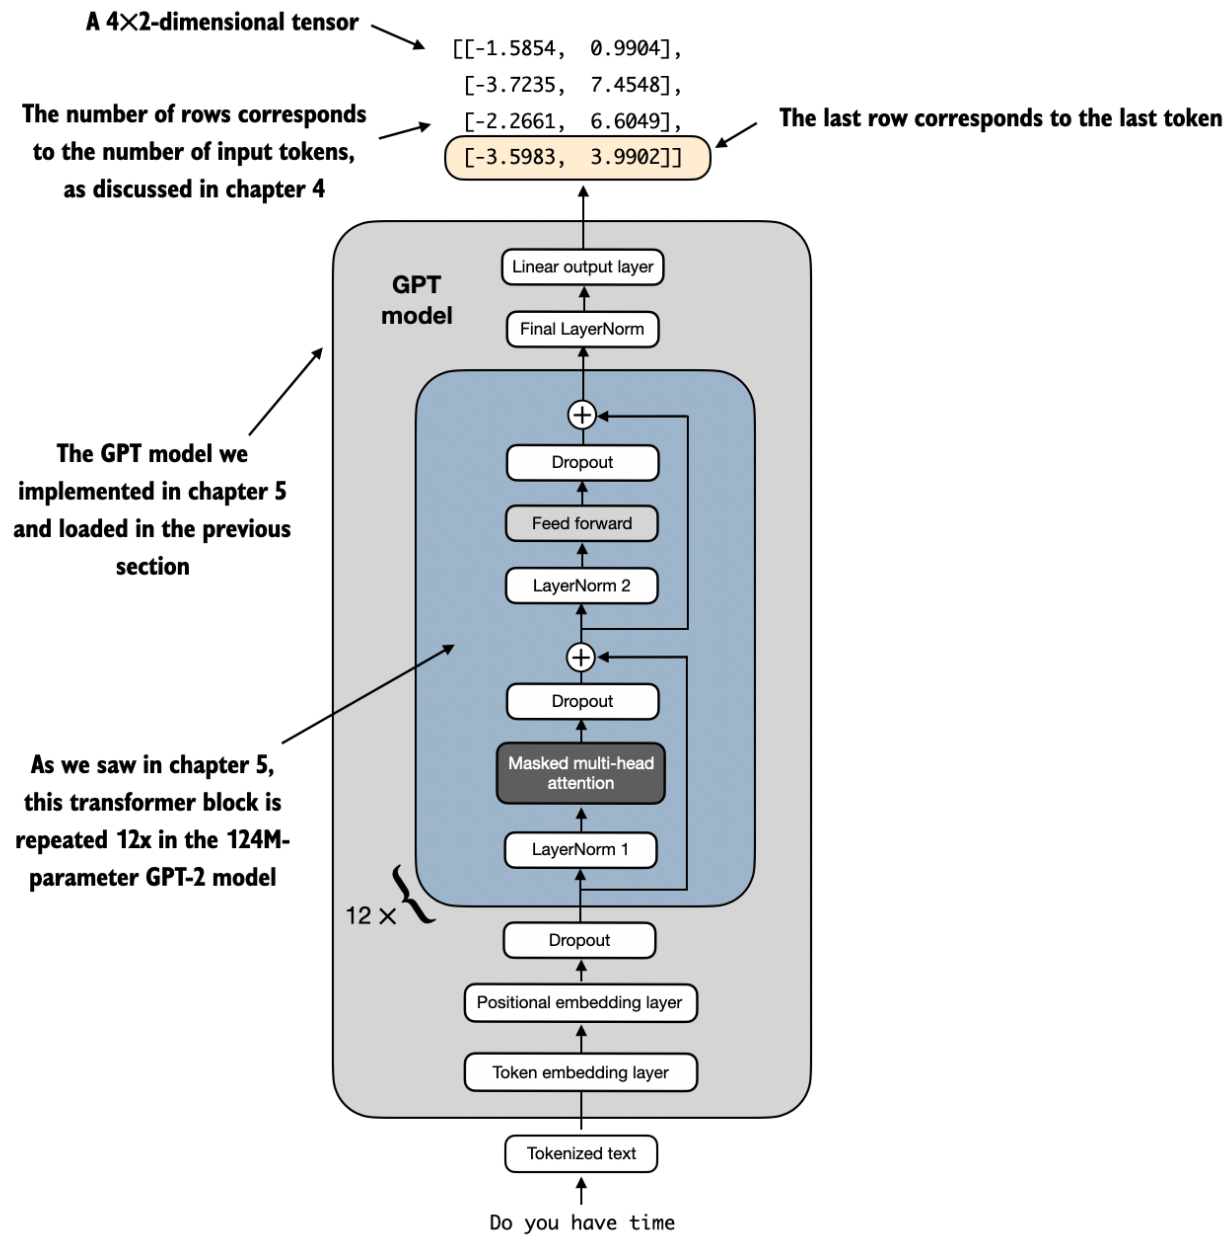 A 4×2-dimensional tensor
[[-1.5854, 0.9904],
[-3.7235, 7.4548],
[-2.2661, 6.6049],
[-3.5983, 3.9902]]
The number of rows corresponds
to the number of input tokens,
as discussed in chapter 4
The last row corresponds to the last token
GPT
model
Linear output layer
Final LayerNorm
The GPT model we
implemented in chapter 5
and loaded in the previous
section
+
Dropout
Feed forward
LayerNorm 2
+
Dropout
Masked multi-head
attention
LayerNorm 1
As we saw in chapter 5,
this transformer block is
repeated 12x in the 124M-
parameter GPT-2 model
12 × {
Dropout
Positional embedding layer
Token embedding layer
Tokenized text
Do you have time